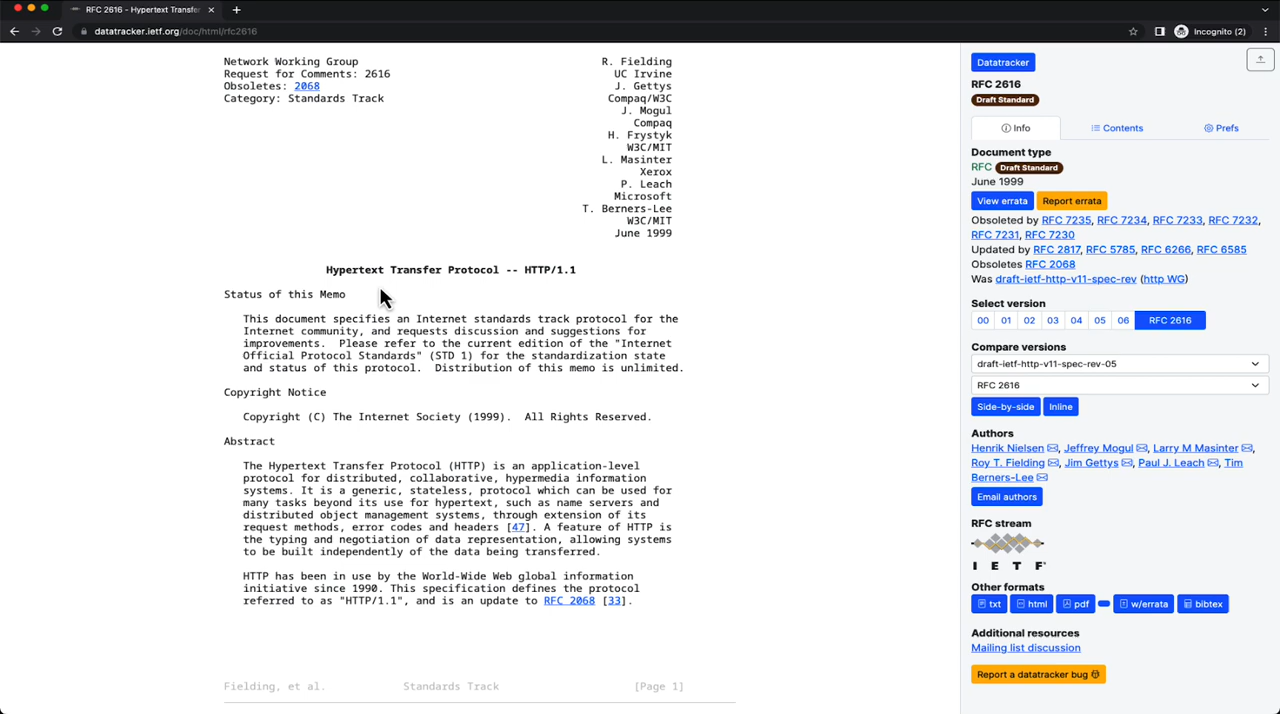 RFC 2616 - Hypertext Transfer
datatracker.ietf.org/doc/html/rfc2616
Incognito (2)
Network Working Group R. Fielding
Request for Comments: 2616 UC Irvine
Obsoletes: 2068 J. Gettys
Category: Standards Track Compaq/W3C
J. Mogul
Compaq
H. Frystyk
W3C/MIT
L. Masinter
Xerox
P. Leach
Microsoft
T. Berners-Lee
W3C/MIT
June 1999
Hypertext Transfer Protocol -- HTTP/1.1
Status of this Memo
This document specifies an Internet standards track protocol for the
Internet community, and requests discussion and suggestions for
improvements. Please refer to the current edition of the "Internet
Official Protocol Standards" (STD 1) for the standardization state
and status of this protocol. Distribution of this memo is unlimited.
Copyright Notice
Copyright (C) The Internet Society (1999). All Rights Reserved.
Abstract
The Hypertext Transfer Protocol (HTTP) is an application-level
protocol for distributed, collaborative, hypermedia information
systems. It is a generic, stateless, protocol which can be used for
many tasks beyond its use for hypertext, such as name servers and
distributed object management systems, through extension of its
request methods, error codes and headers [47]. A feature of HTTP is
the typing and negotiation of data representation, allowing systems
to be built independently of the data being transferred.
HTTP has been in use by the World-Wide Web global information
initiative since 1990. This specification defines the protocol
referred to as "HTTP/1.1", and is an update to RFC 2068 [33].
Fielding, et al. Standards Track [Page 1]
Datatracker
RFC 2616
Draft Standard
Info Contents Prefs
Document type
RFC Draft Standard
June 1999
View errata Report errata
Obsoleted by RFC 7235, RFC 7234, RFC 7233, RFC 7232,
RFC 7231, RFC 7230
Updated by RFC 2817, RFC 5785, RFC 6266, RFC 6585
Obsoletes RFC 2068
Was draft-ietf-http-v11-spec-rev (http WG)
Select version
00 01 02 03 04 05 06 RFC 2616
Compare versions
draft-ietf-http-v11-spec-rev-05
RFC 2616
Side-by-side Inline
Authors
Henrik Nielsen, Jeffrey Mogul, Larry M Masinter,
Roy T. Fielding, Jim Gettys, Paul J. Leach, Tim
Berners-Lee
Email authors
RFC stream
I E T F
Other formats
txt html pdf w/errata bibtex
Additional resources
Mailing list discussion
Report a datatracker bug